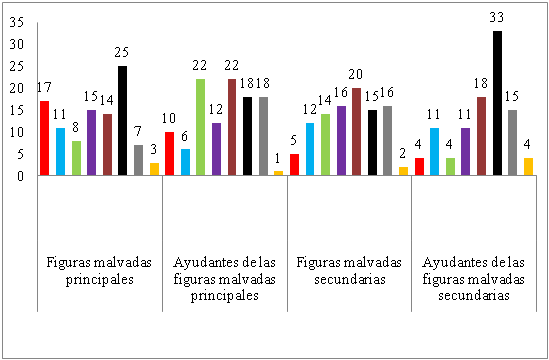 35
30
25
20
15
10
5
0
17 11 8 15 14 25 7 3
10 6 22 12 22 18 18 1
5 12 14 16 20 15 16 2
4 11 4 11 18 33 15 4
Figuras malvadas
principales
Ayudantes de las
figuras malvadas
principales
Figuras malvadas
secundarias
Ayudantes de las
figuras malvadas
secundarias